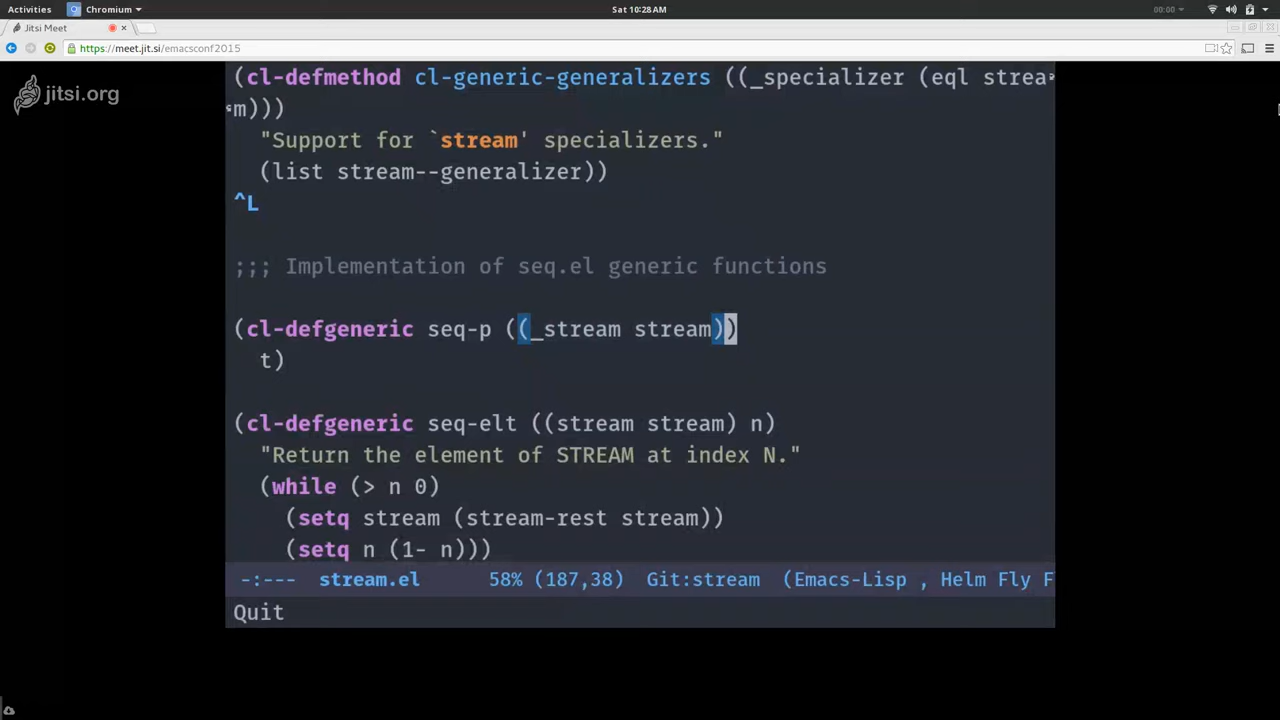 Activities Chromium Sat 10:28AM 00:00
Jitsi Meet
https://meet.jit.si/emacsconf2015
jitsi.org
(cl-defmethod cl-generic-generalizers ((_specializer (eql strea
m)))
"Support for `stream' specializers."
(list stream--generalizer))
^L
;;; Implementation of seq.el generic functions
(cl-defgeneric seq-p ((_stream stream))
t)
(cl-defgeneric seq-elt ((stream stream) n)
"Return the element of STREAM at index N."
(while (> n 0)
(setq stream (stream-rest stream))
(setq n (1- n)))
-:--- stream.el 58% (187,38) Git:stream (Emacs-Lisp , Helm Fly F
Quit